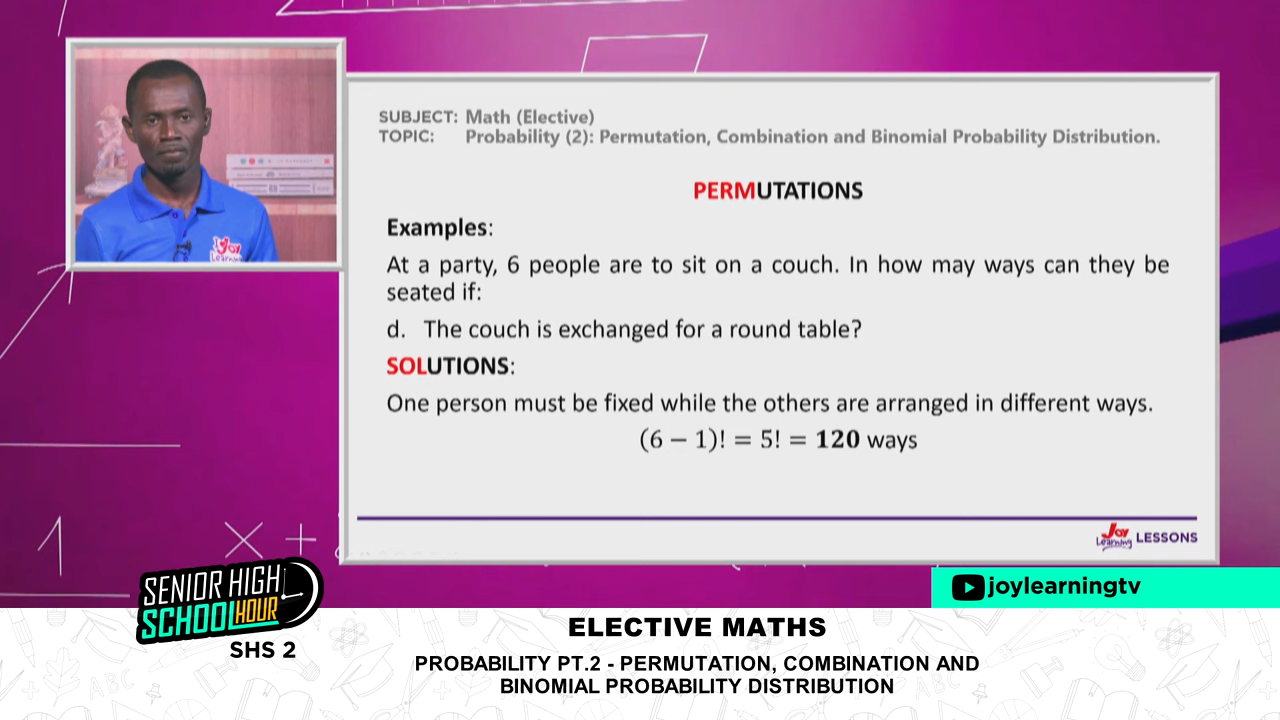 SUBJECT: Math (Elective)
TOPIC: Probability (2): Permutation, Combination and Binomial Probability Distribution.
PERMUTATIONS
Examples:
At a party, 6 people are to sit on a couch. In how may ways can they be
seated if:
d. The couch is exchanged for a round table?
SOLUTIONS:
One person must be fixed while the others are arranged in different ways.
(6 − 1)! = 5! = 120 ways
Joy Learning LESSONS
I Joy Learning
joylearningtv
SENIOR HIGH
SCHOOL HOUR
SHS 2
ELECTIVE MATHS
PROBABILITY PT.2 - PERMUTATION, COMBINATION AND
BINOMIAL PROBABILITY DISTRIBUTION